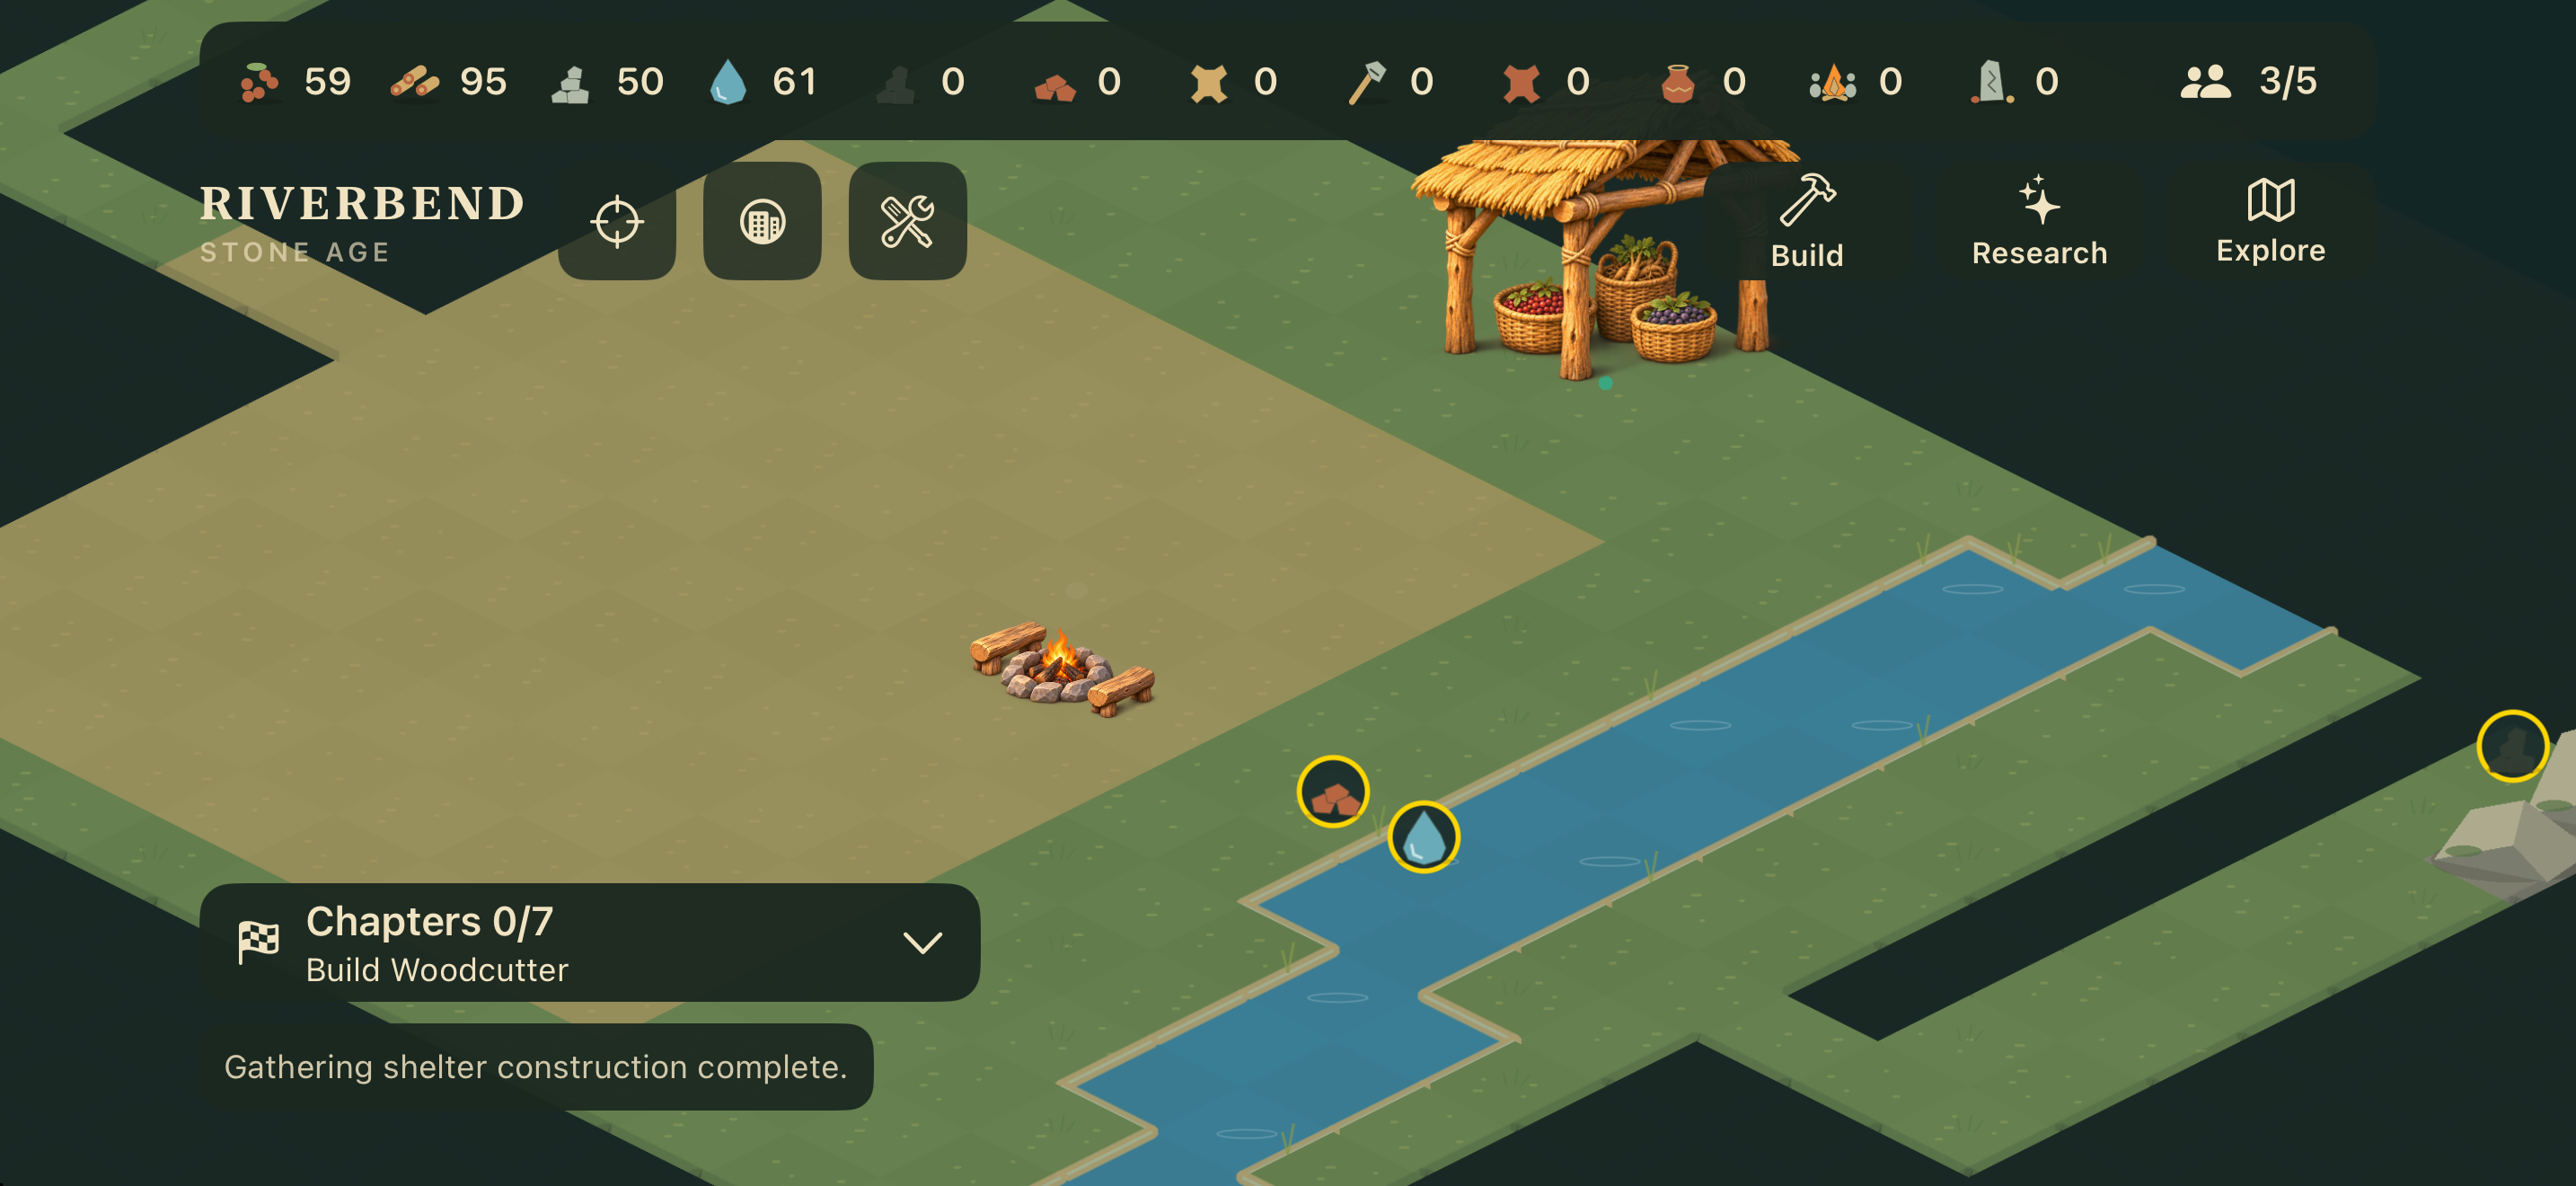 59 95 50 61 0 0 0 0 0 0 0 0 3/5
RIVERBEND
STONE AGE
Build Research Explore
Chapters 0/7
Build Woodcutter
Gathering shelter construction complete.